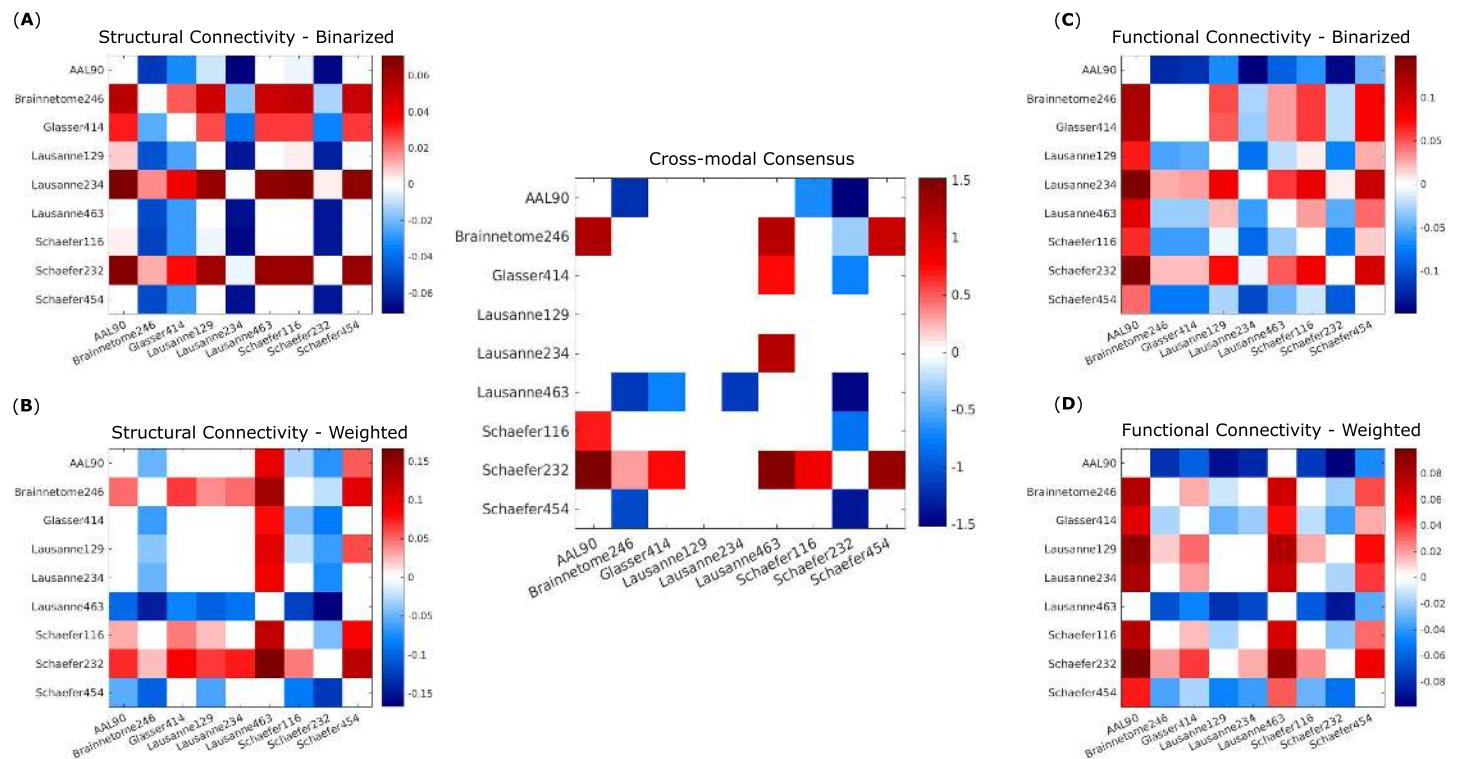 (A)
Structural Connectivity - Binarized
AAL90
Brainnetome246
Glasser414
Lausanne129
Lausanne234
Lausanne463
Schaefer116
Schaefer232
Schaefer454
AAL90
Brainnetome246
Glasser414
Lausanne129
Lausanne234
Lausanne463
Schaefer116
Schaefer232
Schaefer454
0.06
0.04
0.02
0
-0.02
-0.04
-0.06
(B)
Structural Connectivity - Weighted
AAL90
Brainnetome246
Glasser414
Lausanne129
Lausanne234
Lausanne463
Schaefer116
Schaefer232
Schaefer454
AAL90
Brainnetome246
Glasser414
Lausanne129
Lausanne234
Lausanne463
Schaefer116
Schaefer232
Schaefer454
0.15
0.1
0.05
0
-0.05
-0.1
-0.15
Cross-modal Consensus
AAL90
Brainnetome246
Glasser414
Lausanne129
Lausanne234
Lausanne463
Schaefer116
Schaefer232
Schaefer454
AAL90
Brainnetome246
Glasser414
Lausanne129
Lausanne234
Lausanne463
Schaefer116
Schaefer232
Schaefer454
1.5
1
0.5
0
-0.5
-1
-1.5
(C)
Functional Connectivity - Binarized
AAL90
Brainnetome246
Glasser414
Lausanne129
Lausanne234
Lausanne463
Schaefer116
Schaefer232
Schaefer454
AAL90
Brainnetome246
Glasser414
Lausanne129
Lausanne234
Lausanne463
Schaefer116
Schaefer232
Schaefer454
0.1
0.05
0
-0.05
-0.1
(D)
Functional Connectivity - Weighted
AAL90
Brainnetome246
Glasser414
Lausanne129
Lausanne234
Lausanne463
Schaefer116
Schaefer232
Schaefer454
AAL90
Brainnetome246
Glasser414
Lausanne129
Lausanne234
Lausanne463
Schaefer116
Schaefer232
Schaefer454
0.08
0.06
0.04
0.02
0
-0.02
-0.04
-0.06
-0.08